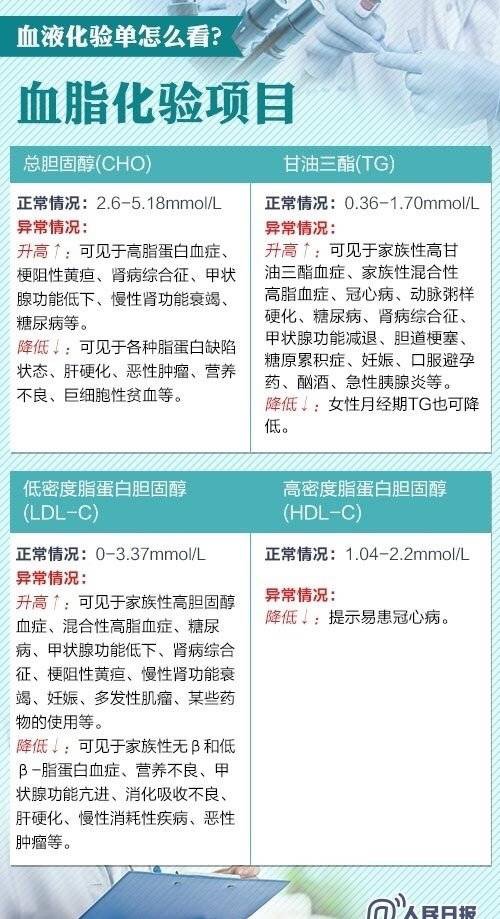 血液化验单怎么看?
血脂化验项目
总胆固醇(CHO)
正常情况：2.6-5.18mmol/L
异常情况：
升高↑：可见于高脂蛋白血症、
梗阻性黄疸、肾病综合征、甲状
腺功能低下、慢性肾功能衰竭、
糖尿病等。
降低↓：可见于各种脂蛋白缺陷
状态、肝硬化、恶性肿瘤、营养
不良、巨细胞性贫血等。
甘油三酯(TG)
正常情况：0.36-1.70mmol/L
异常情况：
升高↑：可见于家族性高甘
油三酯血症、家族性混合性
高脂血症、冠心病、动脉粥样
硬化、糖尿病、肾病综合征、
甲状腺功能减退、胆道梗塞、
糖原累积症、妊娠、口服避孕
药、酗酒、急性胰腺炎等。
降低↓：女性月经期TG也可降
低。
低密度脂蛋白胆固醇
(LDL-C)
正常情况：0-3.37mmol/L
异常情况：
升高↑：可见于家族性高胆固醇
血症、混合性高脂血症、糖尿
病、甲状腺功能低下、肾病综合
征、梗阻性黄疸、慢性肾功能衰
竭、妊娠、多发性肌瘤、某些药
物的使用等。
降低↓：可见于家族性无β和低
β-脂蛋白血症、营养不良、甲
状腺功能亢进、消化吸收不良、
肝硬化、慢性消耗性疾病、恶性
肿瘤等。
高密度脂蛋白胆固醇
(HDL-C)
正常情况：1.04-2.2mmol/L
异常情况：
降低↓：提示易患冠心病。
@人民日报